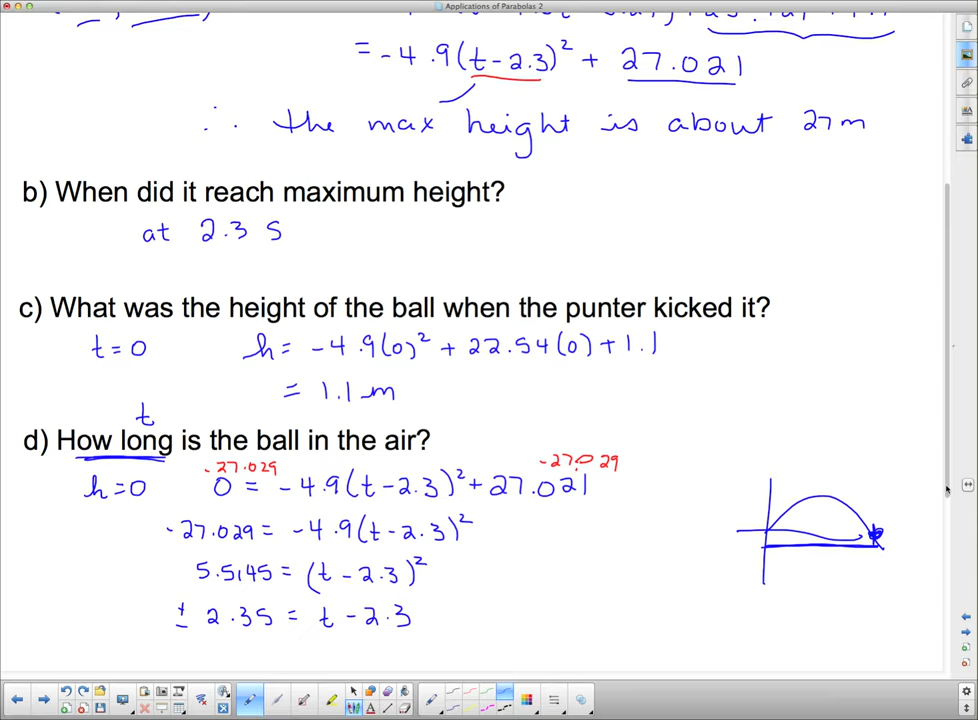 Applications of Parabolas 2
= -4.9(t-2.3)² + 27.021
∴ the max height is about 27m
b) When did it reach maximum height?
at 2.3 s
c) What was the height of the ball when the punter kicked it?
t=0 h= -4.9(0)² + 22.54(0) + 1.1
= 1.1 m
t
d) How long is the ball in the air?
-27.029 -27.029
h=0 0 = -4.9(t-2.3)² + 27.021
-27.029 = -4.9(t-2.3)²
5.5145 = (t-2.3)²
± 2.35 = t-2.3